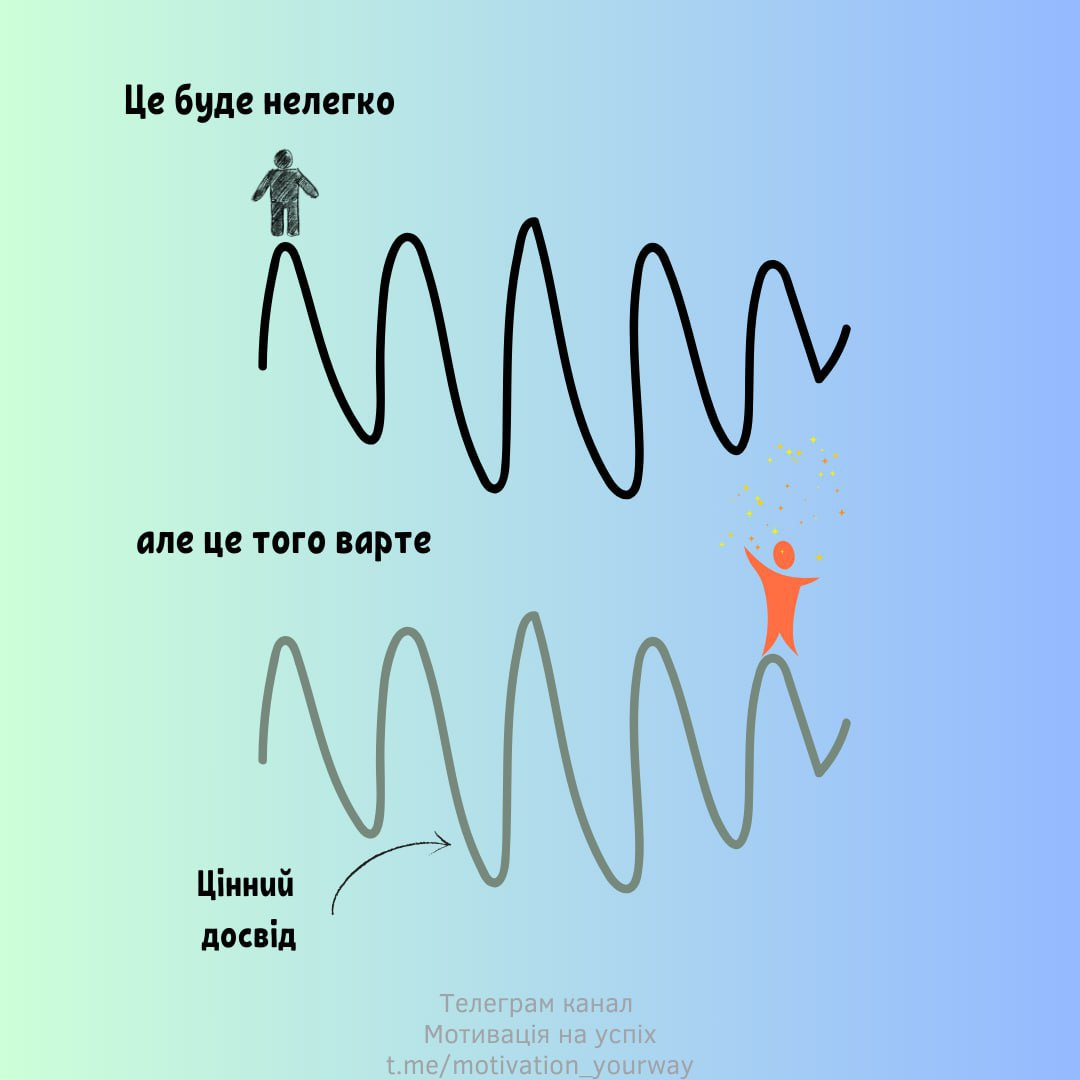 Це буде нелегко
але це того варте
Цінний
досвід
Телеграм канал
Мотивація на успіх
t.me/motivation_yourway